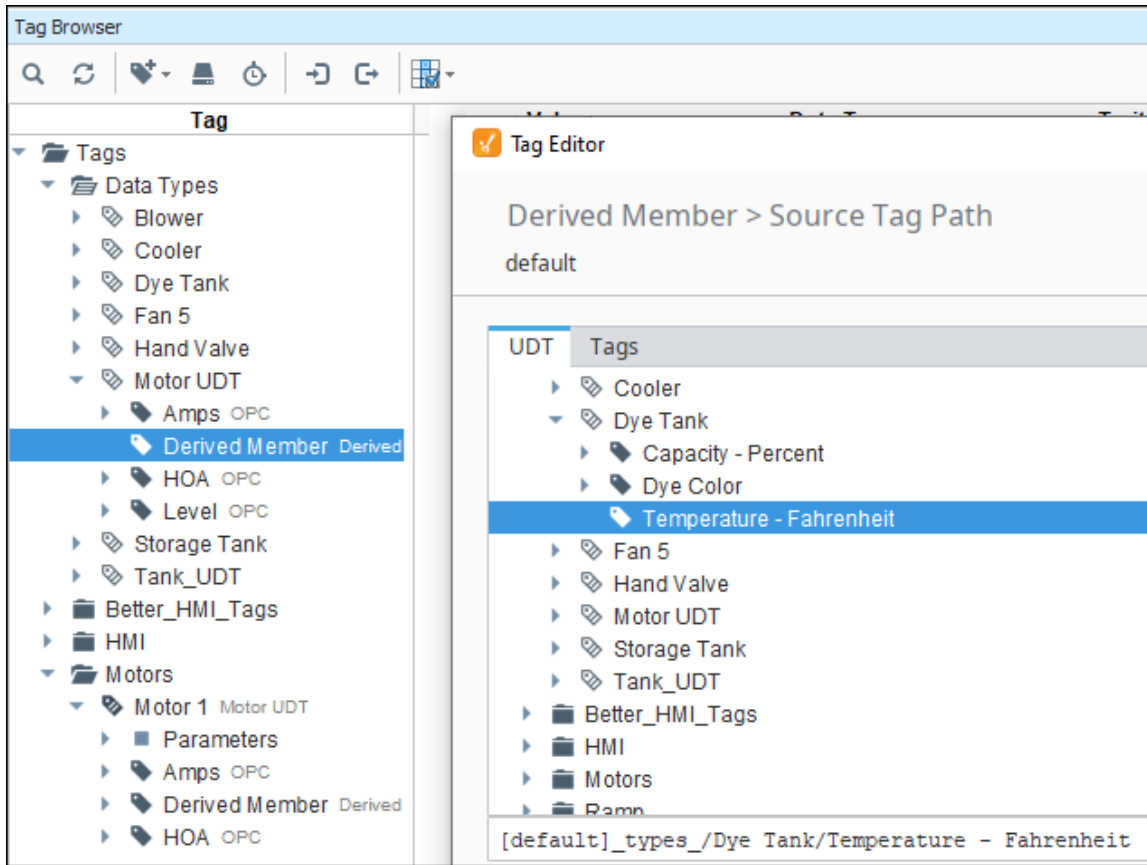 Tag Browser
Tag
Tags
Data Types
Blower
Cooler
Dye Tank
Fan 5
Hand Valve
Motor UDT
Amps OPC
Derived Member Derived
HOA OPC
Level OPC
Storage Tank
Tank_UDT
Better_HMI_Tags
HMI
Motors
Motor 1 Motor UDT
Parameters
Amps OPC
Derived Member Derived
HOA OPC
Tag Editor
Derived Member > Source Tag Path
default
UDT Tags
Cooler
Dye Tank
Capacity - Percent
Dye Color
Temperature - Fahrenheit
Fan 5
Hand Valve
Motor UDT
Storage Tank
Tank_UDT
Better_HMI_Tags
HMI
Motors
Ramp
[default]_types_/Dye Tank/Temperature - Fahrenheit